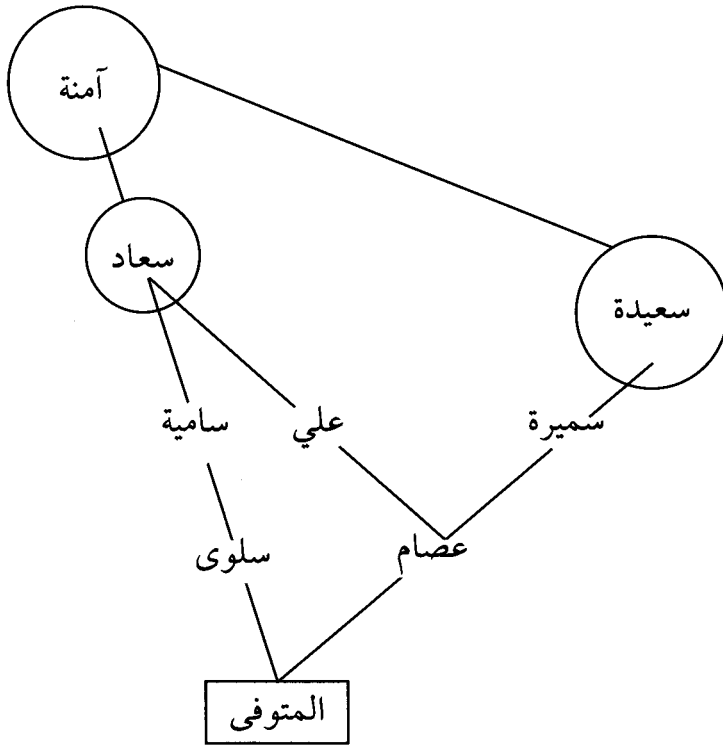 آمنة
سعاد
سعيدة
سامية علي سميرة
سلوى عصام
المتوفى